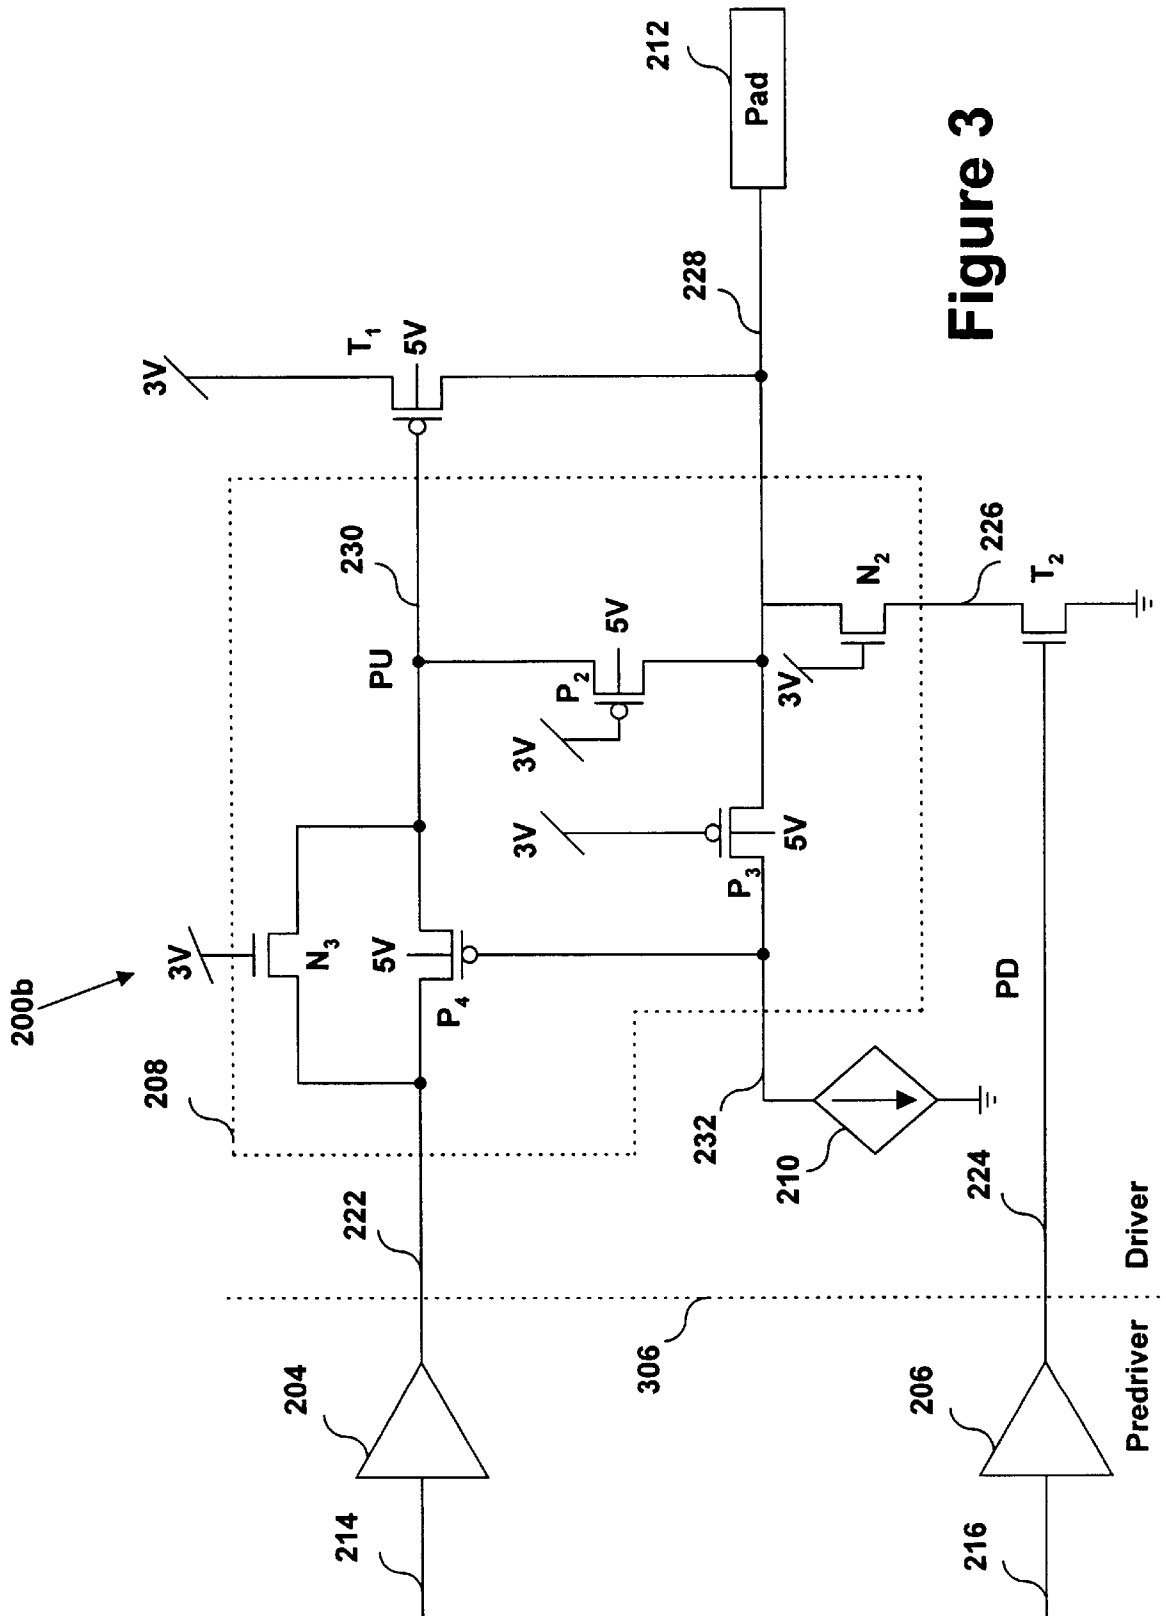 200b
208
3V
N₃
5V
P₄
222
204
214
PU
230
3V
T₁
5V
3V
P₂
5V
3V
P₃
5V
232
210
228
212
Pad
3V
N₂
226
T₂
PD
224
306
206
216
Predriver
Driver
Figure 3